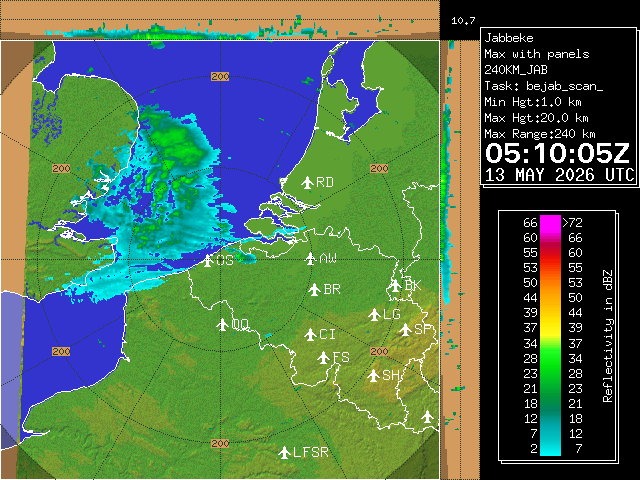 10.7
Jabbeke
Max with panels
240KM_JAB
Task: bejab_scan_
Min Hgt:1.0 km
Max Hgt:20.0 km
Max Range:240 km
05:10:05Z
13 MAY 2026 UTC
200
200
200
RD
OS
AW
BR
BK
LG
QQ
CI
SP
FS
200
200
SH
200
LFSR
66 >72
60 66
55 60
53 55
50 53
44 50
39 44
37 39
34 37
28 34
23 28
21 23
18 21
12 18
7 12
2 7
Reflectivity in dBZ